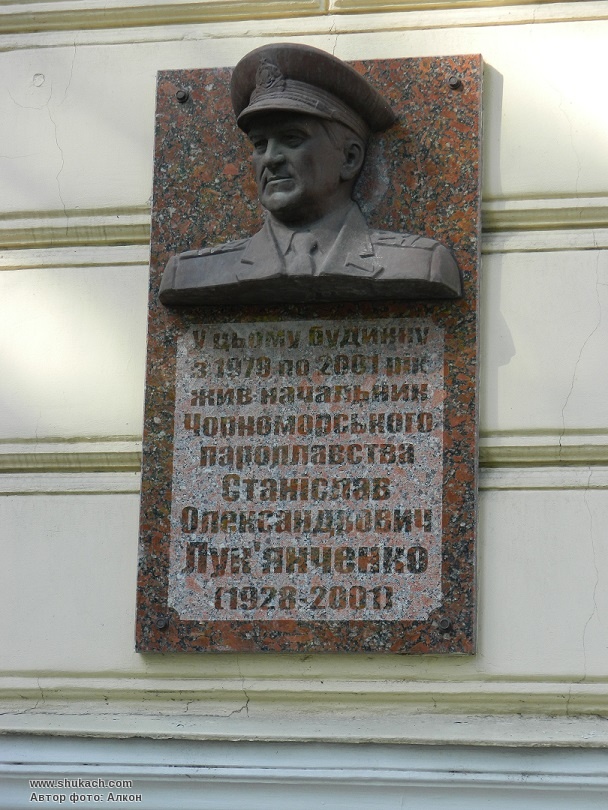 У цьому будинку
з 1979 по 2001 рік
жив начальник
Чорноморського
пароплавства
Станіслав
Олександрович
Лук'янченко
(1928-2001)
www.shukach.com
Автор фото: Алкон